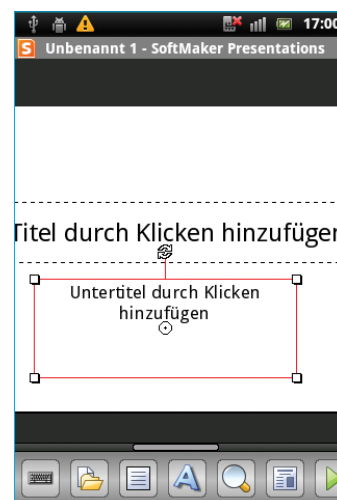 17:00
S Unbenannt 1 - SoftMaker Presentations
Titel durch Klicken hinzufügen
Untertitel durch Klicken
hinzufügen
A